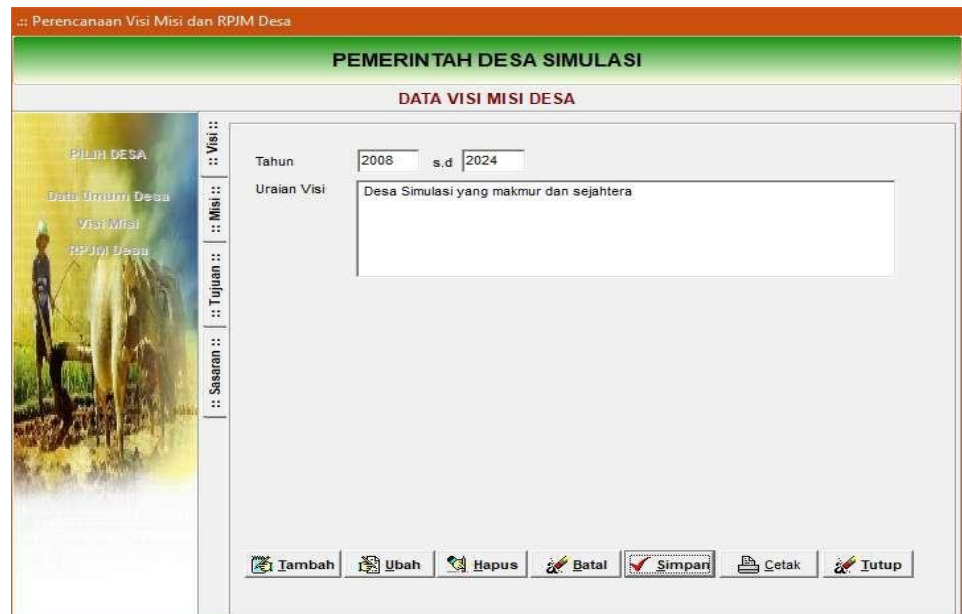 .:: Perencanaan Visi Misi dan RPJM Desa
PEMERINTAH DESA SIMULASI
DATA VISI MISI DESA
PILIH DESA
Data Umum Desa
Visi Misi
RPJM Desa
:: Visi ::
:: Misi ::
:: Tujuan ::
:: Sasaran ::
Tahun 2008 s.d 2024
Uraian Visi Desa Simulasi yang makmur dan sejahtera
Tambah Ubah Hapus Batal Simpan Cetak Tutup